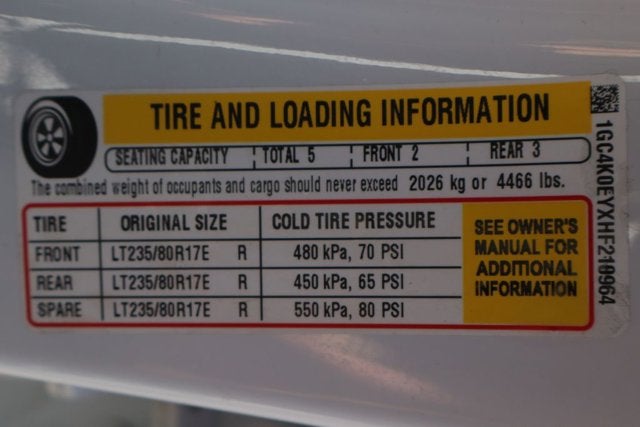 TIRE AND LOADING INFORMATION
SEATING CAPACITY TOTAL 5 FRONT 2 REAR 3
The combined weight of occupants and cargo should never exceed 2026 kg or 4466 lbs.
TIRE ORIGINAL SIZE COLD TIRE PRESSURE
FRONT LT235/80R17E R 480 kPa, 70 PSI
REAR LT235/80R17E R 450 kPa, 65 PSI
SPARE LT235/80R17E R 550 kPa, 80 PSI
SEE OWNER'S
MANUAL FOR
ADDITIONAL
INFORMATION
1GC4K0EYXHF210964